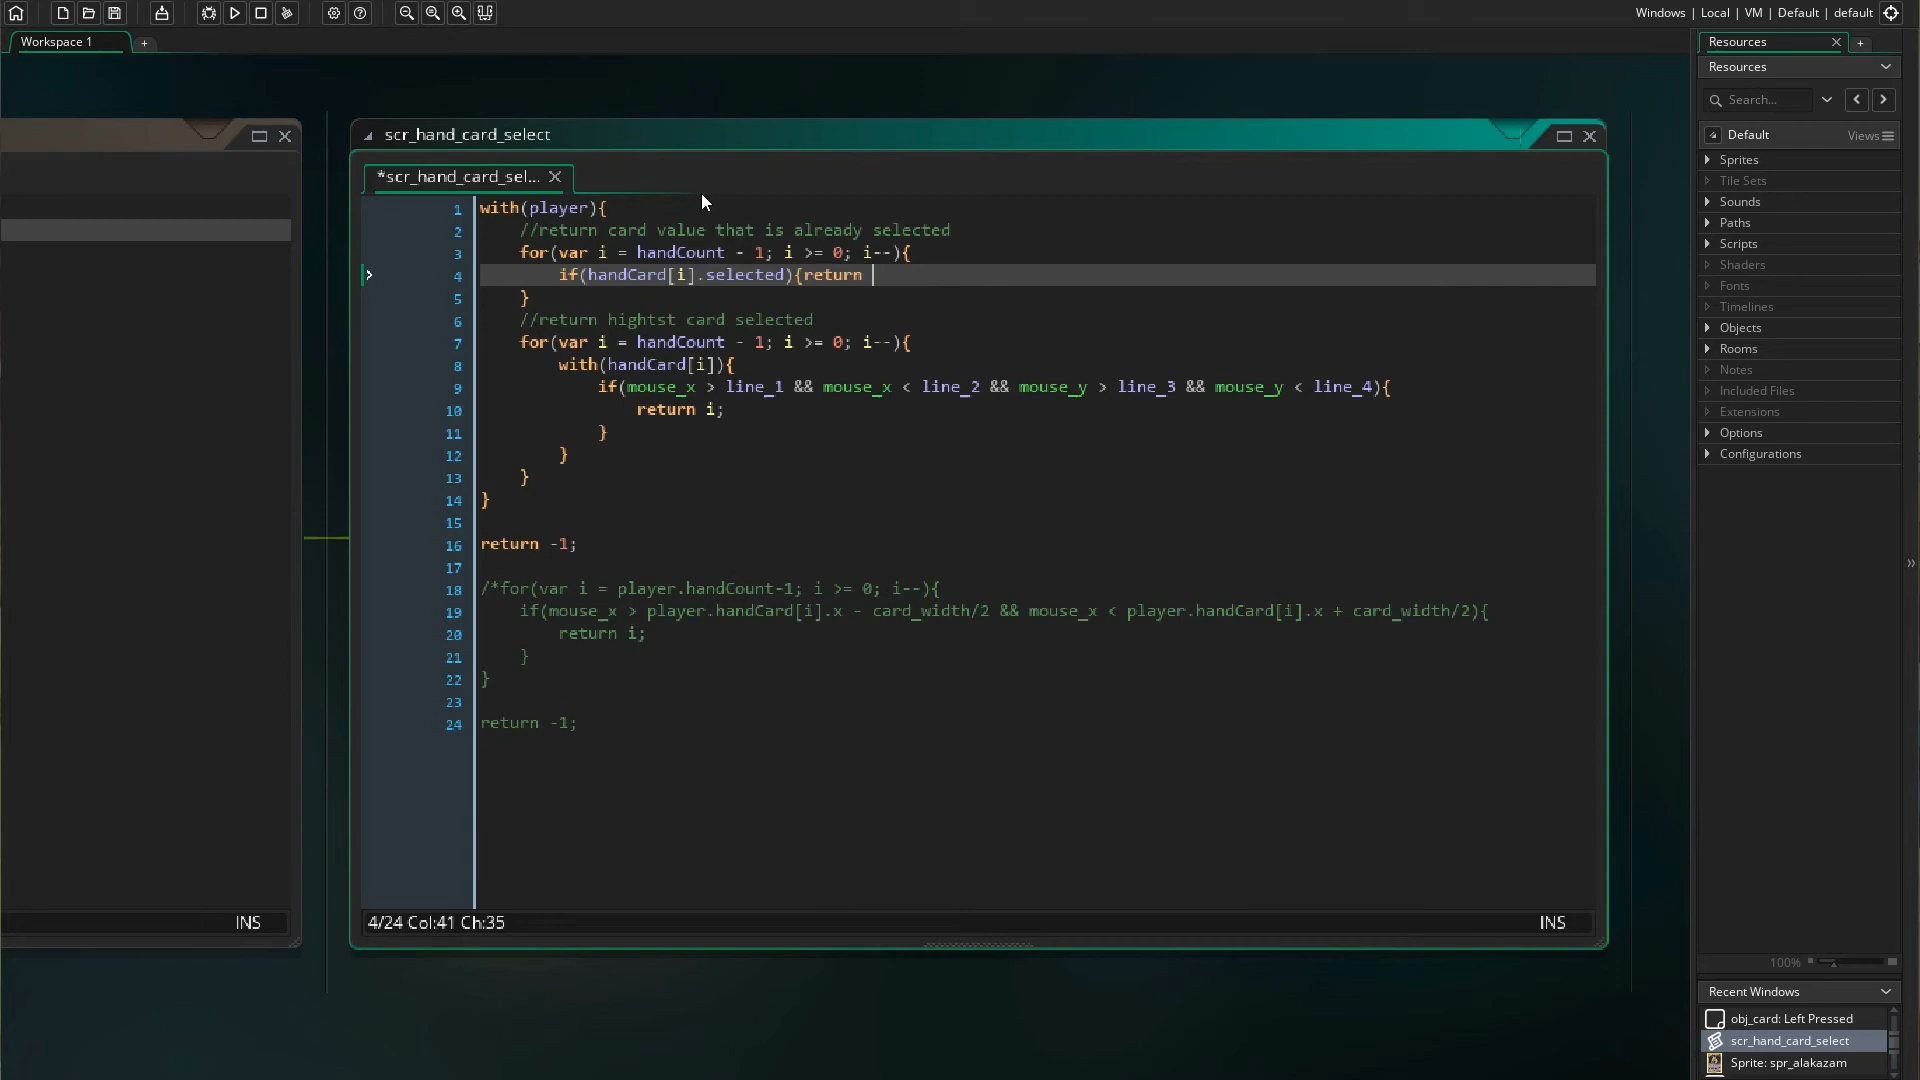 Windows | Local | VM | Default | default
Workspace 1
+
Resources
+
Resources
Search...
Default
Views
Sprites
Tile Sets
Sounds
Paths
Scripts
Shaders
Fonts
Timelines
Objects
Rooms
Notes
Included Files
Extensions
Options
Configurations
100%
Recent Windows
obj_card: Left Pressed
scr_hand_card_select
Sprite: spr_alakazam
INS
scr_hand_card_select
*scr_hand_card_sel...
1 with(player){
2 //return card value that is already selected
3 for(var i = handCount - 1; i >= 0; i--){
4 if(handCard[i].selected){return
5 }
6 //return hightst card selected
7 for(var i = handCount - 1; i >= 0; i--){
8 with(handCard[i]){
9 if(mouse_x > line_1 && mouse_x < line_2 && mouse_y > line_3 && mouse_y < line_4){
10 return i;
11 }
12 }
13 }
14 }
15
16 return -1;
17
18 /*for(var i = player.handCount-1; i >= 0; i--){
19 if(mouse_x > player.handCard[i].x - card_width/2 && mouse_x < player.handCard[i].x + card_width/2){
20 return i;
21 }
22 }
23
24 return -1;
4/24 Col:41 Ch:35
INS